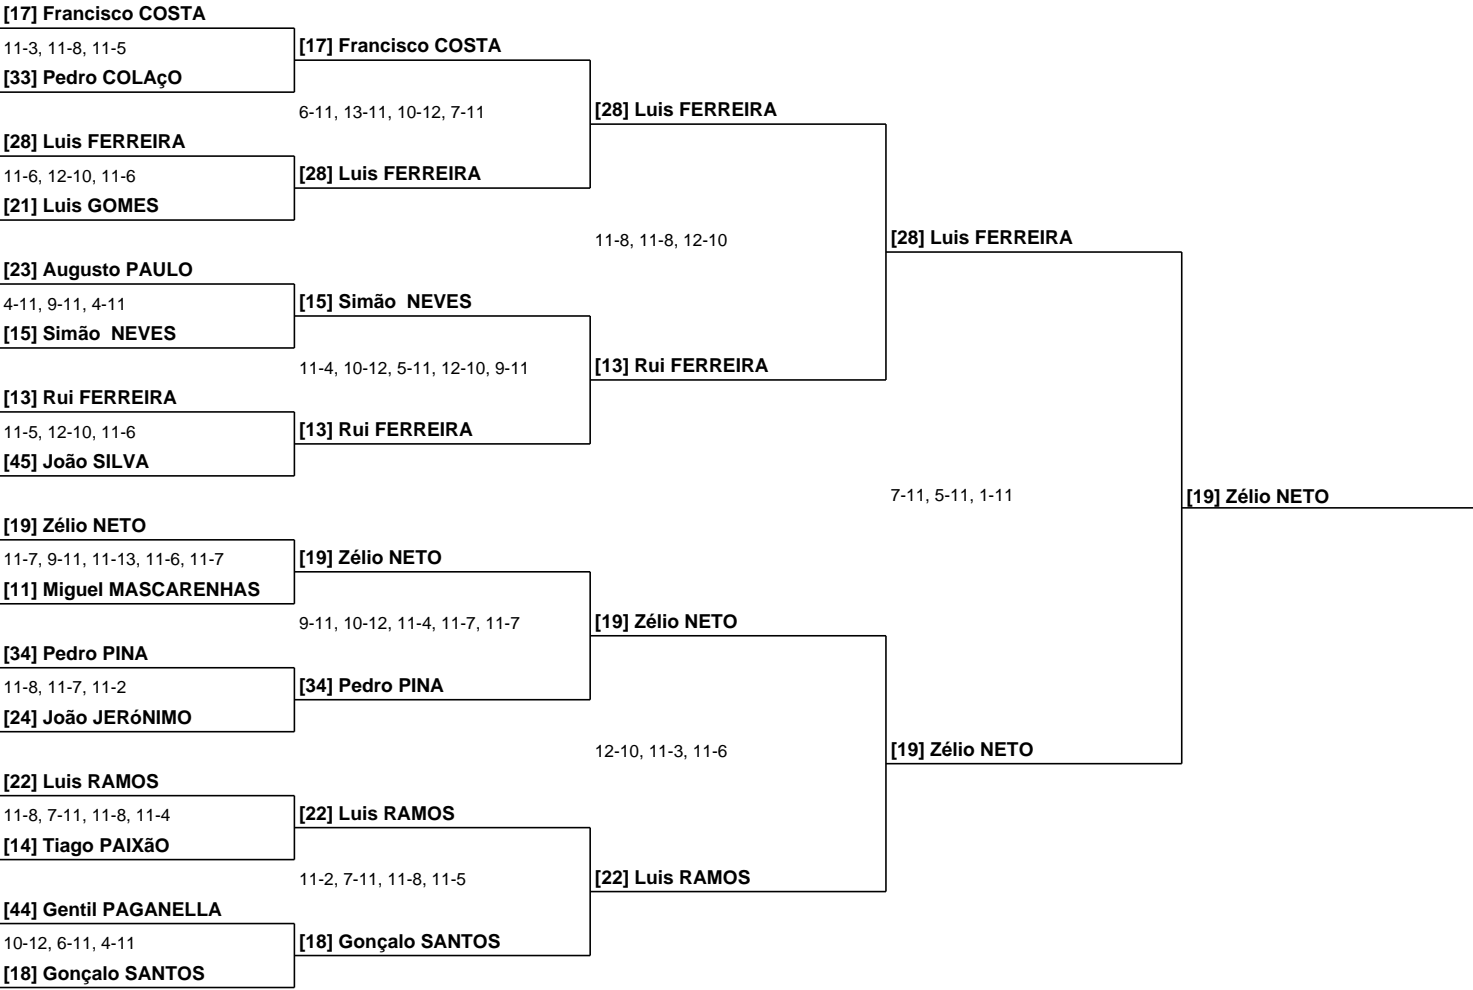 [17] Francisco COSTA
11-3, 11-8, 11-5
[17] Francisco COSTA
[33] Pedro COLAçO
6-11, 13-11, 10-12, 7-11
[28] Luis FERREIRA
[28] Luis FERREIRA
11-6, 12-10, 11-6
[28] Luis FERREIRA
[21] Luis GOMES
11-8, 11-8, 12-10
[28] Luis FERREIRA
[23] Augusto PAULO
4-11, 9-11, 4-11
[15] Simão  NEVES
[15] Simão  NEVES
11-4, 10-12, 5-11, 12-10, 9-11
[13] Rui FERREIRA
[13] Rui FERREIRA
11-5, 12-10, 11-6
[13] Rui FERREIRA
[45] João SILVA
7-11, 5-11, 1-11
[19] Zélio NETO
[19] Zélio NETO
11-7, 9-11, 11-13, 11-6, 11-7
[19] Zélio NETO
[11] Miguel MASCARENHAS
9-11, 10-12, 11-4, 11-7, 11-7
[19] Zélio NETO
[34] Pedro PINA
11-8, 11-7, 11-2
[34] Pedro PINA
[24] João JERóNIMO
12-10, 11-3, 11-6
[19] Zélio NETO
[22] Luis RAMOS
11-8, 7-11, 11-8, 11-4
[22] Luis RAMOS
[14] Tiago PAIXãO
11-2, 7-11, 11-8, 11-5
[22] Luis RAMOS
[44] Gentil PAGANELLA
10-12, 6-11, 4-11
[18] Gonçalo SANTOS
[18] Gonçalo SANTOS